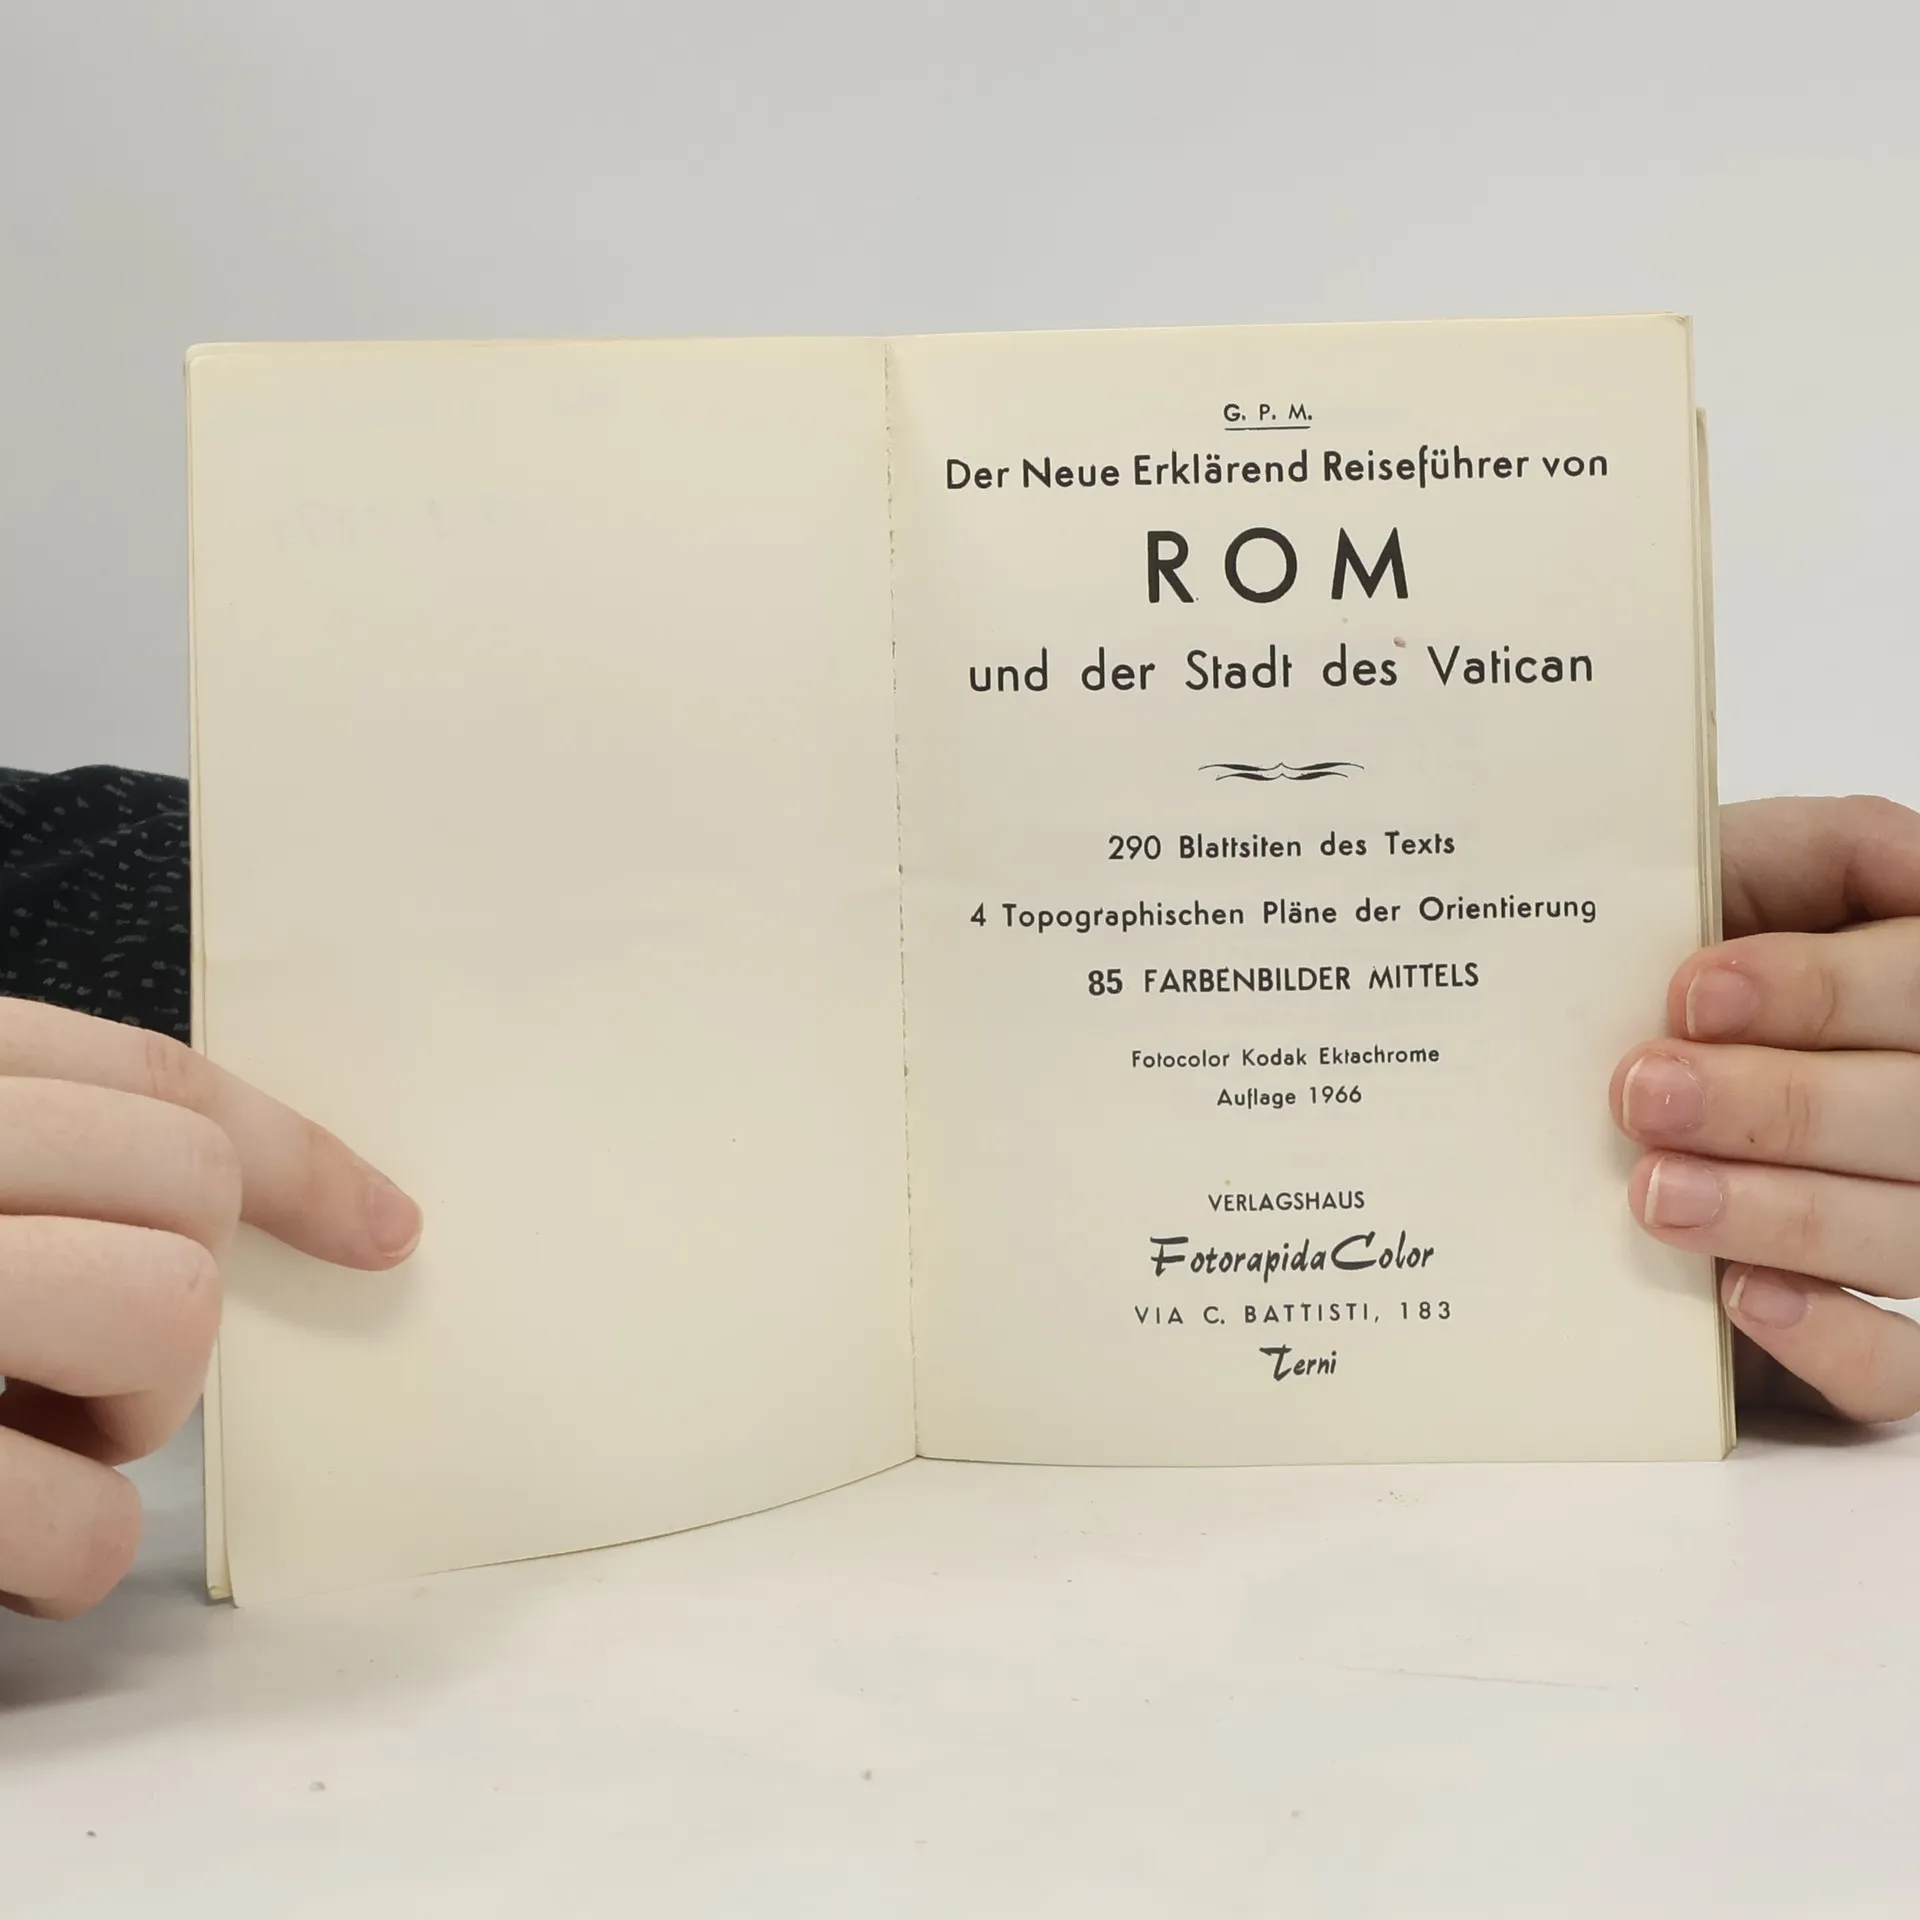 G. P. M.
Der Neue Erklärend Reiseführer von
ROM
und der Stadt des Vatican
290 Blattsiten des Texts
4 Topographischen Pläne der Orientierung
85 FARBENBILDER MITTELS
Fotocolor Kodak Ektachrome
Auflage 1966
VERLAGSHAUS
Fotorapida Color
VIA C. BATTISTI, 183
Terni